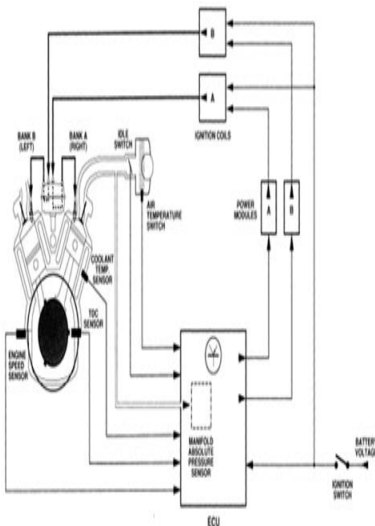 B
A
IGNITION COILS
BANK B
(LEFT)
BANK A
(RIGHT)
IDLE
SWITCH
AIR
TEMPERATURE
SWITCH
POWER
MODULES
A
B
COOLANT
TEMP.
SENSOR
TDC
SENSOR
ENGINE
SPEED
SENSOR
MANIFOLD
ABSOLUTE
PRESSURE
SENSOR
BATTERY
VOLTAGE
IGNITION
SWITCH
ECU